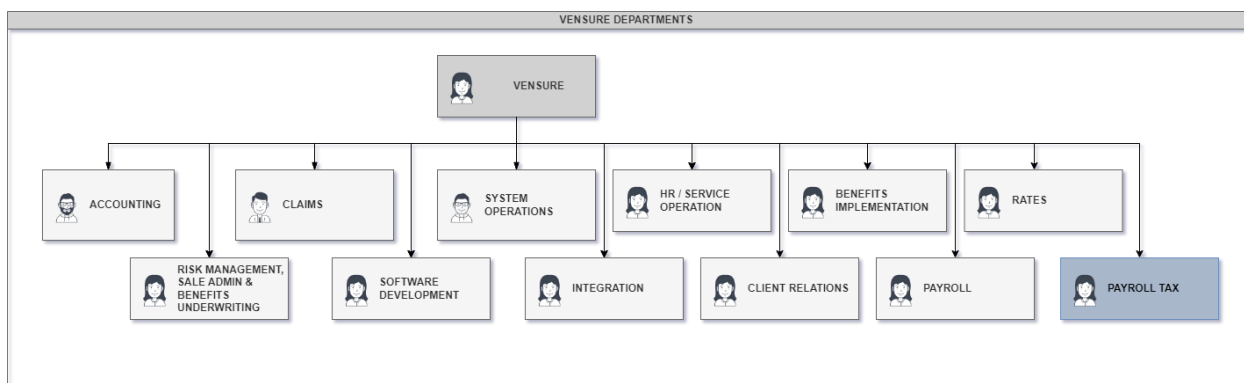 VENSURE DEPARTMENTS
VENSURE
ACCOUNTING
CLAIMS
SYSTEM
OPERATIONS
HR / SERVICE
OPERATION
BENEFITS
IMPLEMENTATION
RATES
RISK MANAGEMENT,
SALE ADMIN &
BENEFITS
UNDERWRITING
SOFTWARE
DEVELOPMENT
INTEGRATION
CLIENT RELATIONS
PAYROLL
PAYROLL TAX